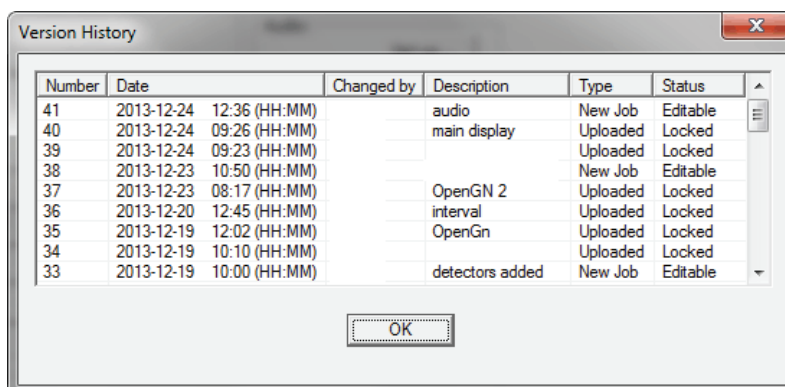 Version History
Number Date Changed by Description Type Status
41 2013-12-24 12:36 (HH:MM) audio New Job Editable
40 2013-12-24 09:26 (HH:MM) main display Uploaded Locked
39 2013-12-24 09:23 (HH:MM) Uploaded Locked
38 2013-12-23 10:50 (HH:MM) New Job Editable
37 2013-12-23 08:17 (HH:MM) OpenGN 2 Uploaded Locked
36 2013-12-20 12:45 (HH:MM) interval Uploaded Locked
35 2013-12-19 12:02 (HH:MM) OpenGn Uploaded Locked
34 2013-12-19 10:10 (HH:MM) Uploaded Locked
33 2013-12-19 10:00 (HH:MM) detectors added New Job Editable
OK